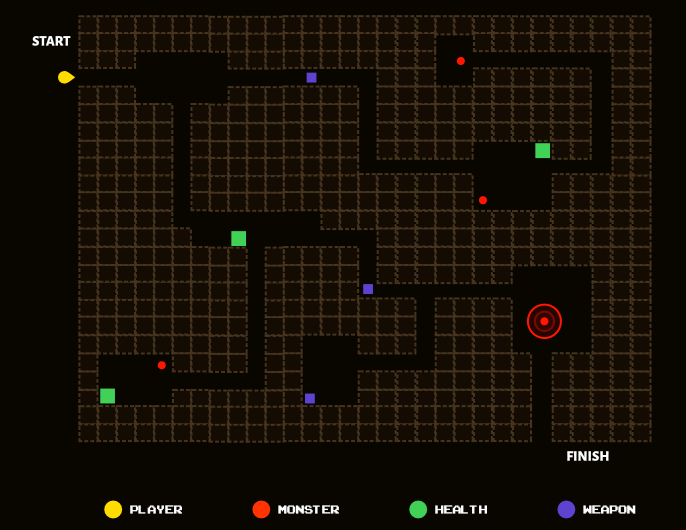 START
FINISH
PLAYER
MONSTER
HEALTH
WEAPON